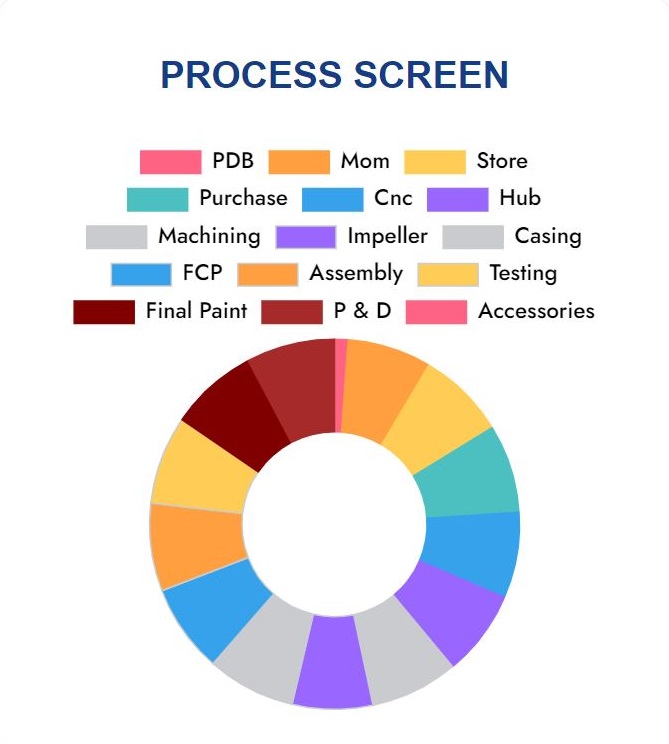 PROCESS SCREEN
PDB Mom Store
Purchase Cnc Hub
Machining Impeller Casing
FCP Assembly Testing
Final Paint P & D Accessories